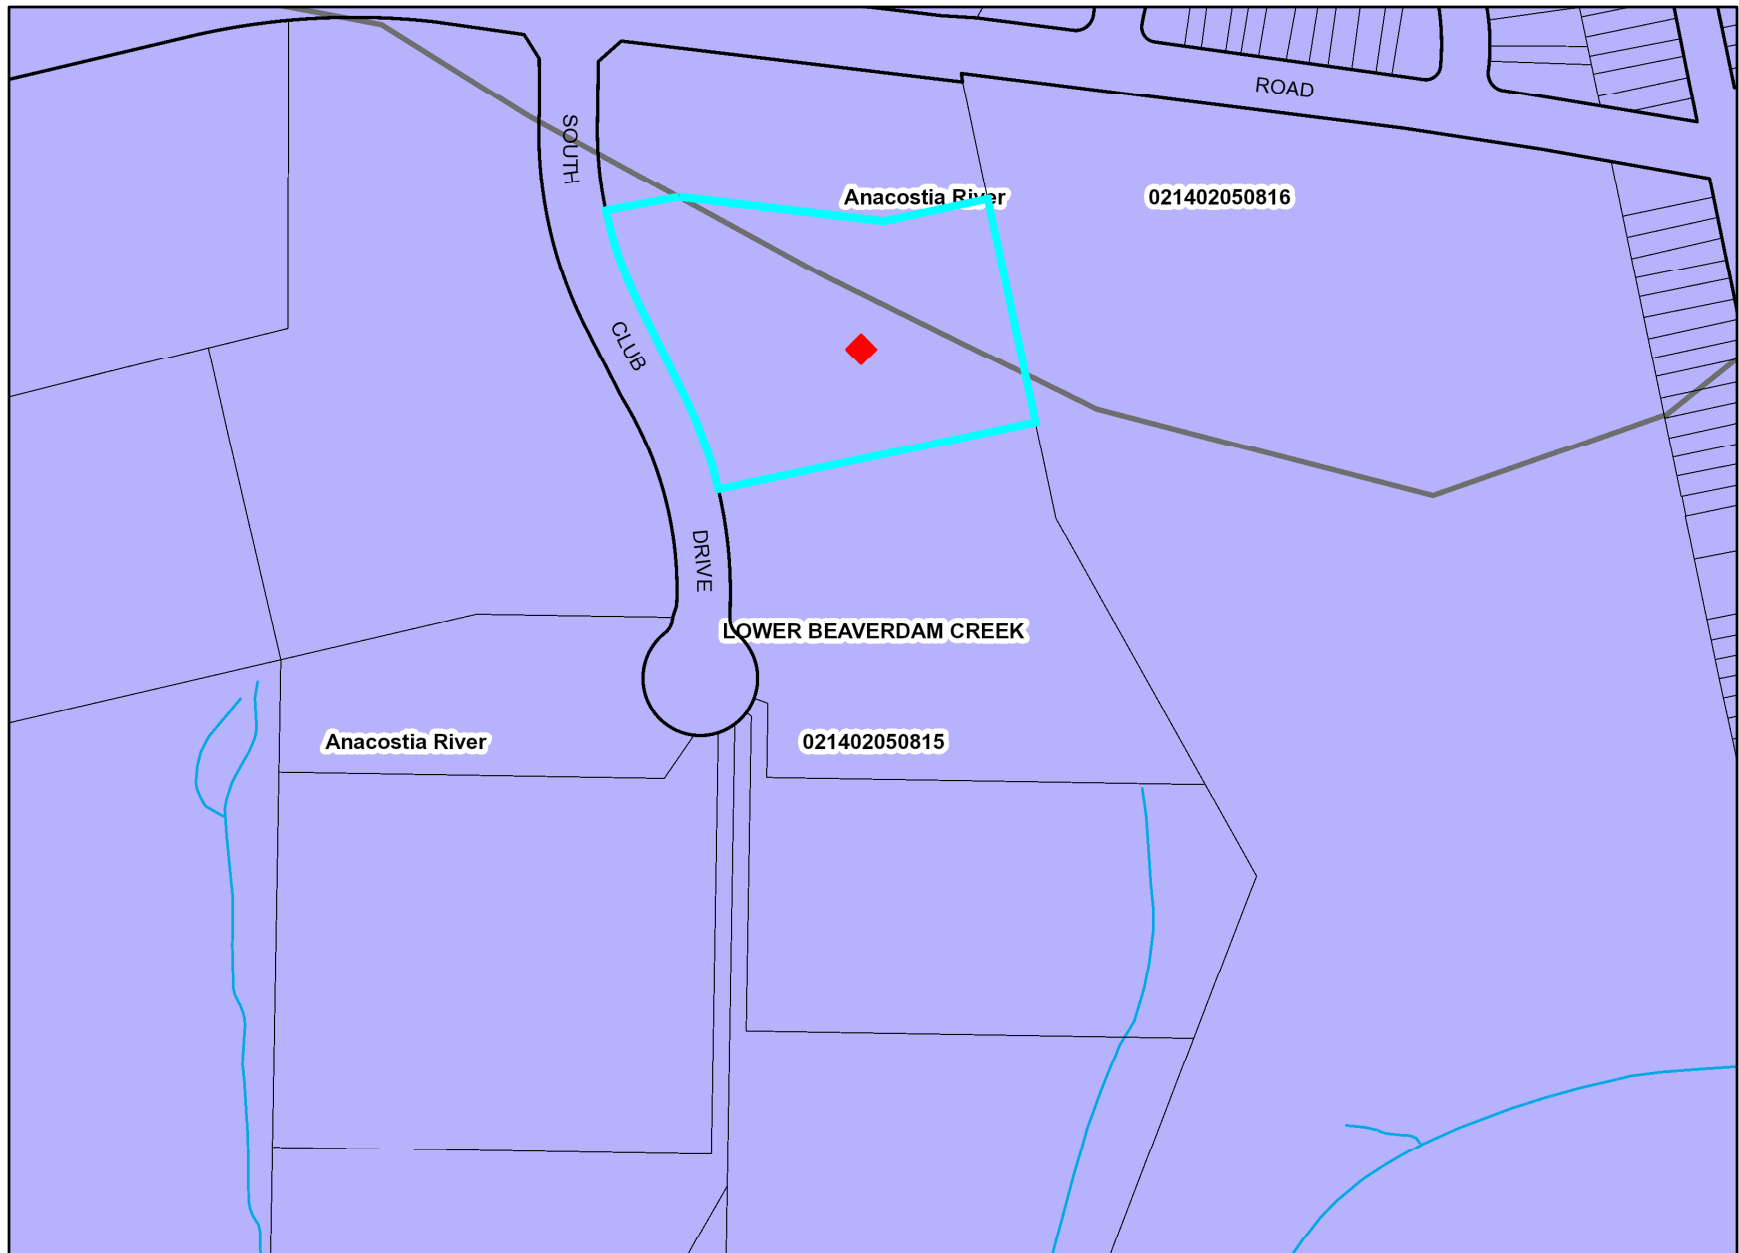 ROAD
SOUTH
Anacostia River
021402050816
CLUB
DRIVE
LOWER BEAVERDAM CREEK
Anacostia River
021402050815